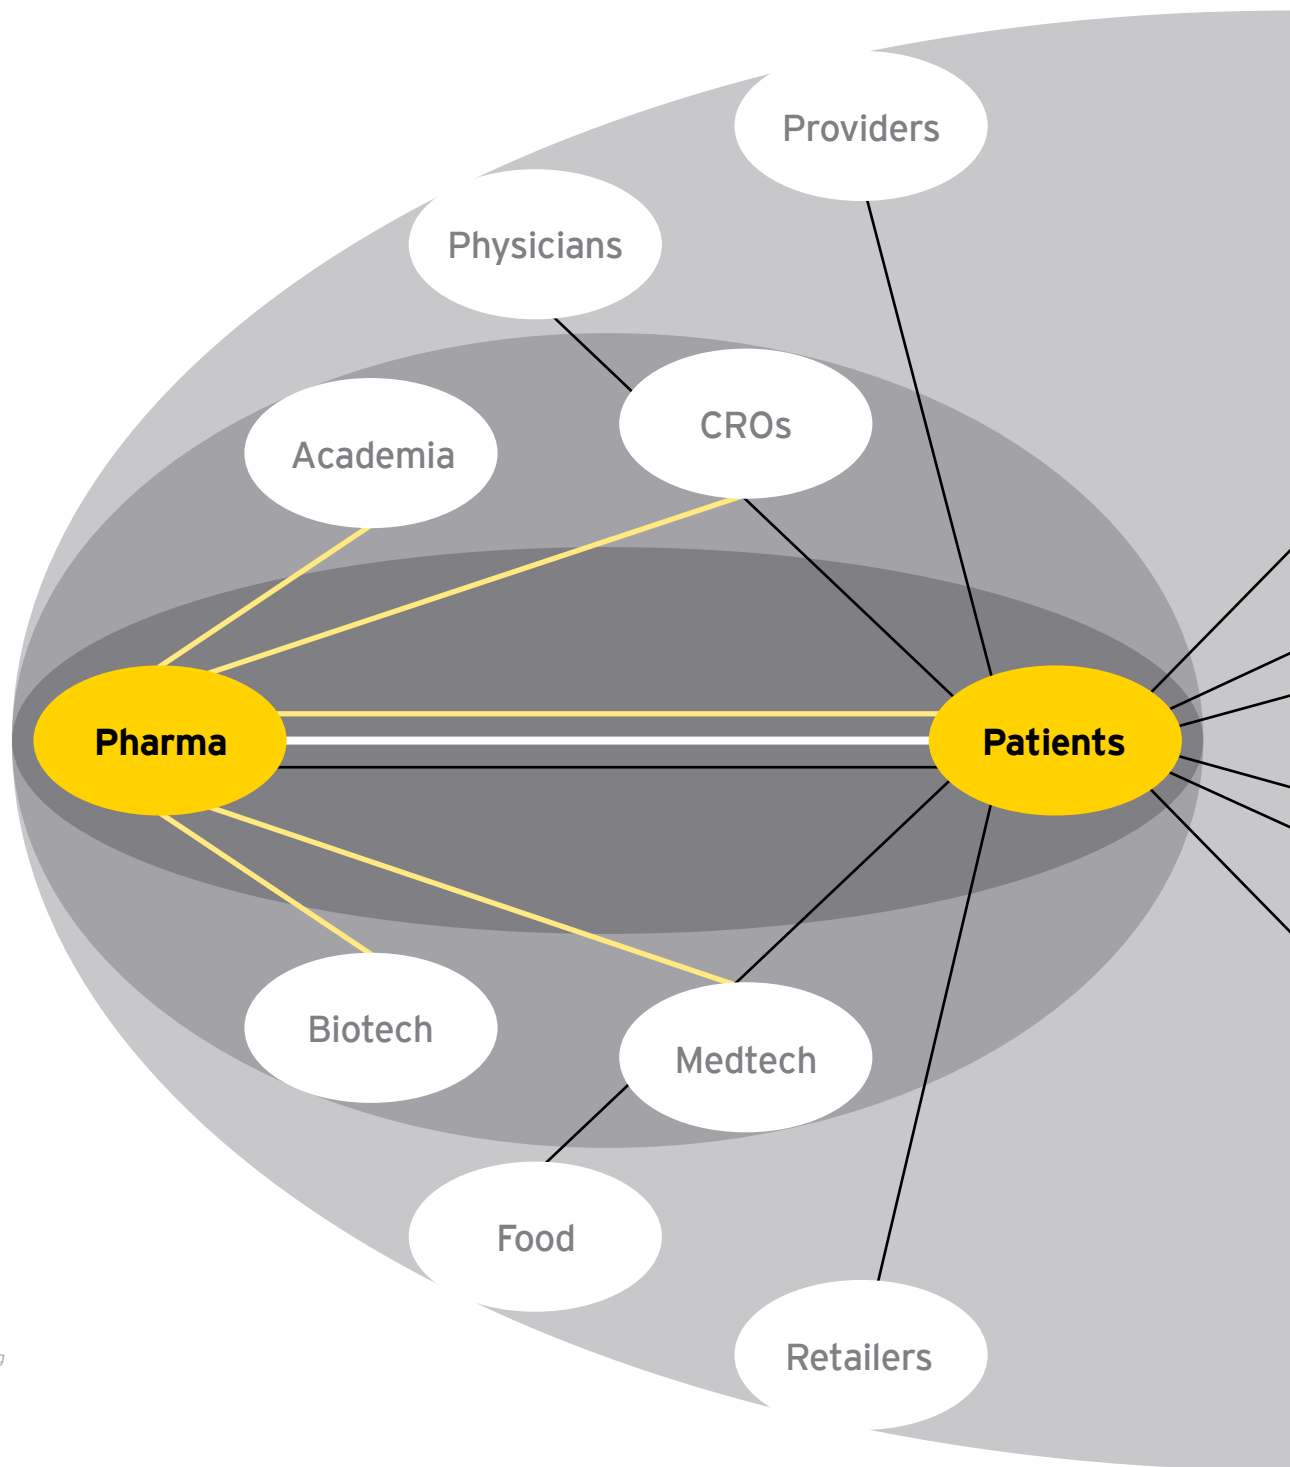 Providers
Physicians
CROs
Academia
Pharma
Patients
Biotech
Medtech
Food
Retailers
g